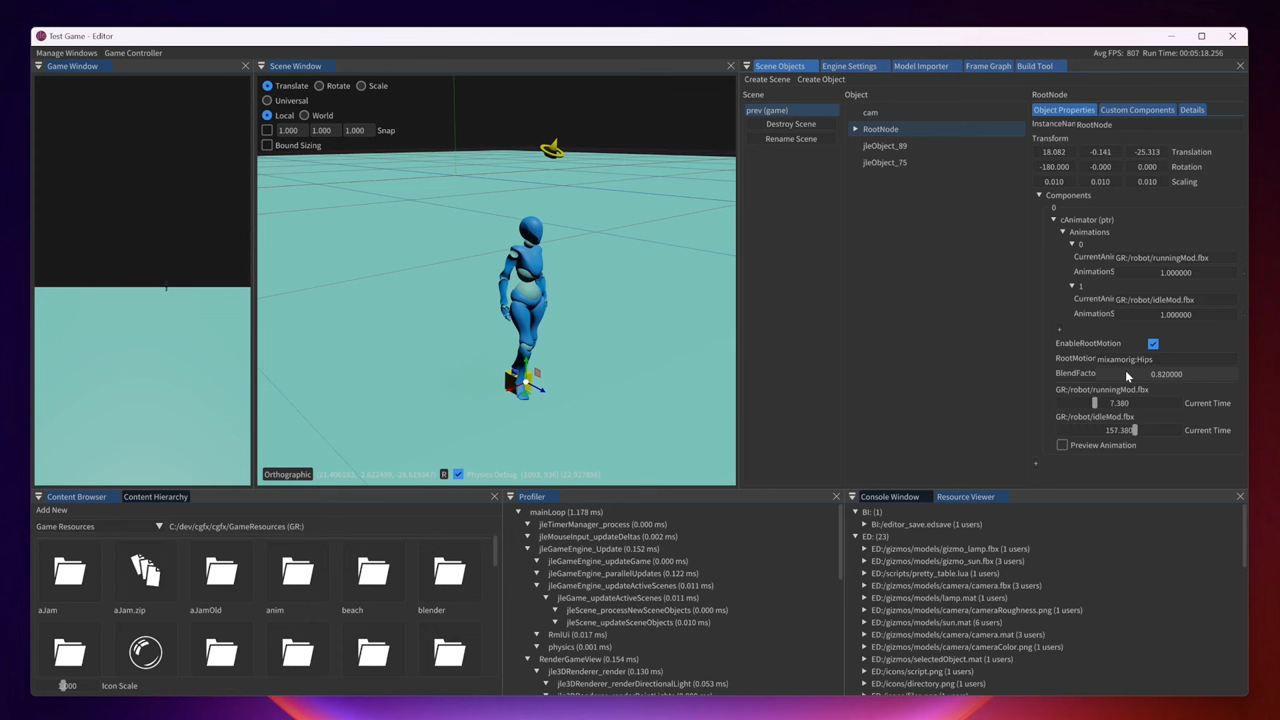 Test Game - Editor
Manage Windows Game Controller
Avg FPS: 807 Run Time: 00:05:18.256
Game Window
Scene Window
Translate Rotate Scale
Universal
Local World
1.000 1.000 1.000 Snap
Bound Sizing
Orthographic
R
Physics Debug
Scene Objects Engine Settings Model Importer Frame Graph Build Tool
Create Scene Create Object
Scene
prev (game)
Destroy Scene
Rename Scene
Object
cam
RootNode
jleObject_89
jleObject_75
RootNode
Object Properties Custom Components Details
InstanceNam RootNode
Transform
18.082 -0.141 -25.313 Translation
-180.000 -0.000 0.000 Rotation
0.010 0.010 0.010 Scaling
Components
0
cAnimator (ptr)
Animations
0
CurrentAni GR:/robot/runningMod.fbx
AnimationS 1.000000
1
CurrentAni GR:/robot/idleMod.fbx
AnimationS 1.000000
+
EnableRootMotion
RootMotion mixamorig:Hips
BlendFacto 0.820000
GR:/robot/runningMod.fbx
7.380 Current Time
GR:/robot/idleMod.fbx
157.380 Current Time
Preview Animation
+
Content Browser Content Hierarchy
Add New
Game Resources C:/dev/cgfx/GameResources (GR:)
aJam aJam.zip aJamOld anim beach blender
Icon Scale
Profiler
mainLoop (1.178 ms)
jleTimerManager_process (0.000 ms)
jleMouseInput_updateDeltas (0.002 ms)
jleGameEngine_Update (0.152 ms)
jleGameEngine_updateGame (0.000 ms)
jleGameEngine_parallelUpdates (0.122 ms)
jleGameEngine_updateActiveScenes (0.011 ms)
jleGame_updateActiveScenes (0.011 ms)
jleScene_processNewSceneObjects (0.000 ms)
jleScene_updateSceneObjects (0.010 ms)
RmlUi (0.017 ms)
physics (0.001 ms)
RenderGameView (0.154 ms)
jle3DRenderer_render (0.130 ms)
jle3DRenderer_renderDirectionalLight (0.053 ms)
Console Window Resource Viewer
BI: (1)
BI:/editor_save.edsave (1 users)
ED: (23)
ED:/gizmos/models/gizmo_lamp.fbx (1 users)
ED:/gizmos/models/gizmo_sun.fbx (3 users)
ED:/scripts/pretty_table.lua (1 users)
ED:/gizmos/models/camera/camera.fbx (3 users)
ED:/gizmos/models/lamp.mat (1 users)
ED:/gizmos/models/camera/cameraRoughness.png (1 users)
ED:/gizmos/models/sun.mat (6 users)
ED:/gizmos/models/camera/camera.mat (3 users)
ED:/gizmos/models/camera/cameraColor.png (1 users)
ED:/gizmos/selectedObject.mat (1 users)
ED:/icons/script.png (1 users)
ED:/icons/directory.png (1 users)